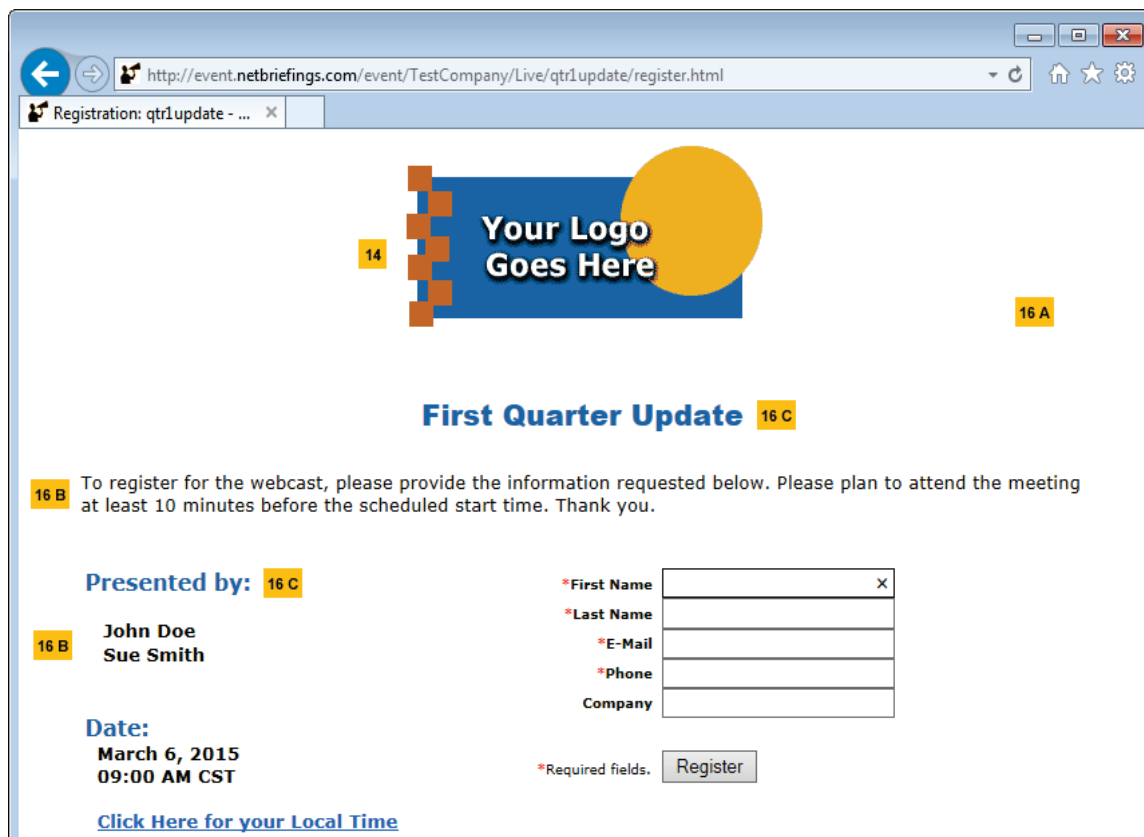 http://event.netbriefings.com/event/TestCompany/Live/qtr1update/register.html
Registration: qtr1update - ...
Your Logo
Goes Here
14
16 A
First Quarter Update 16 C
16 B
To register for the webcast, please provide the information requested below. Please plan to attend the meeting
at least 10 minutes before the scheduled start time. Thank you.
Presented by: 16 C
16 B
John Doe
Sue Smith
Date:
March 6, 2015
09:00 AM CST
Click Here for your Local Time
*First Name
*Last Name
*E-Mail
*Phone
Company
*Required fields. Register